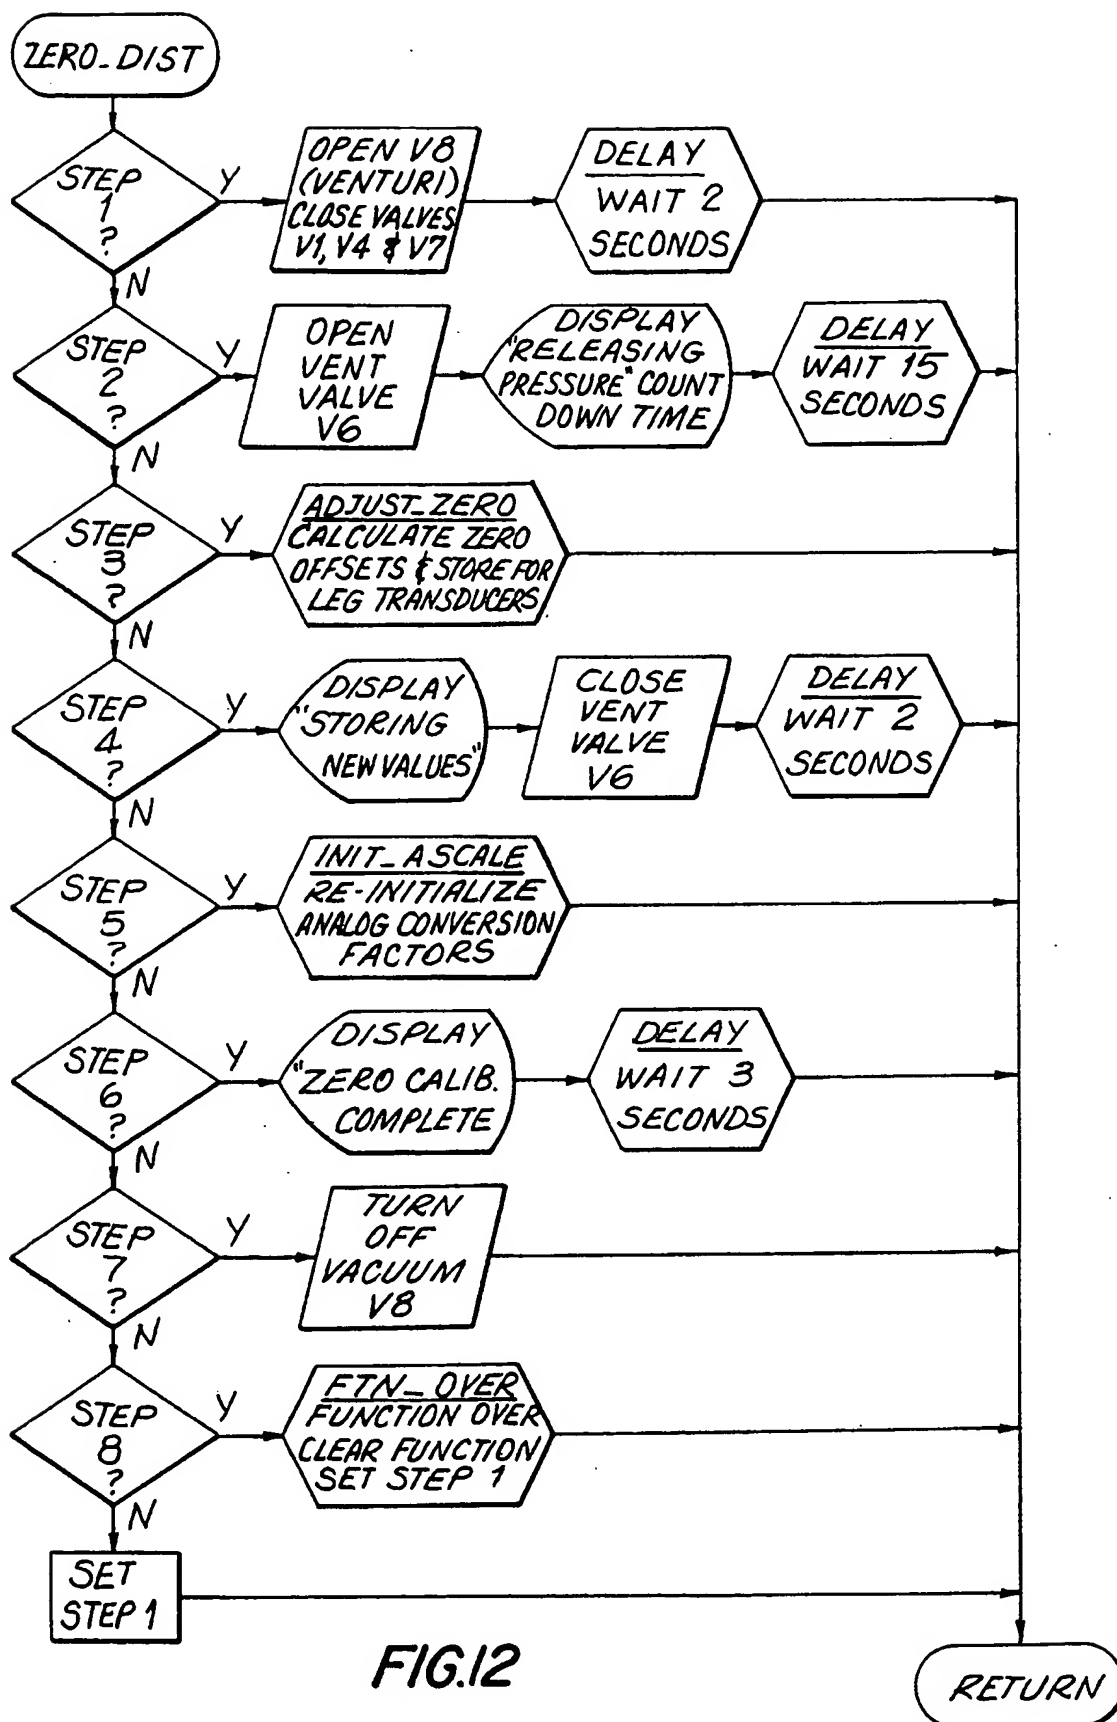 ZERO_DIST
STEP
1
?
Y
N
OPEN V8
(VENTURI)
CLOSE VALVES
V1, V4 & V7
DELAY
WAIT 2
SECONDS
STEP
2
?
Y
N
OPEN
VENT
VALVE
V6
DISPLAY
"RELEASING
PRESSURE" COUNT
DOWN TIME
DELAY
WAIT 15
SECONDS
STEP
3
?
Y
N
ADJUST_ZERO
CALCULATE ZERO
OFFSETS & STORE FOR
LEG TRANSDUCERS
STEP
4
?
Y
N
DISPLAY
"STORING
NEW VALUES"
CLOSE
VENT
VALVE
V6
DELAY
WAIT 2
SECONDS
STEP
5
?
Y
N
INIT_ASCALE
RE-INITIALIZE
ANALOG CONVERSION
FACTORS
STEP
6
?
Y
N
DISPLAY
"ZERO CALIB.
COMPLETE
DELAY
WAIT 3
SECONDS
STEP
7
?
Y
N
TURN
OFF
VACUUM
V8
STEP
8
?
Y
N
FTN_OVER
FUNCTION OVER
CLEAR FUNCTION
SET STEP 1
SET
STEP 1
RETURN
FIG.12